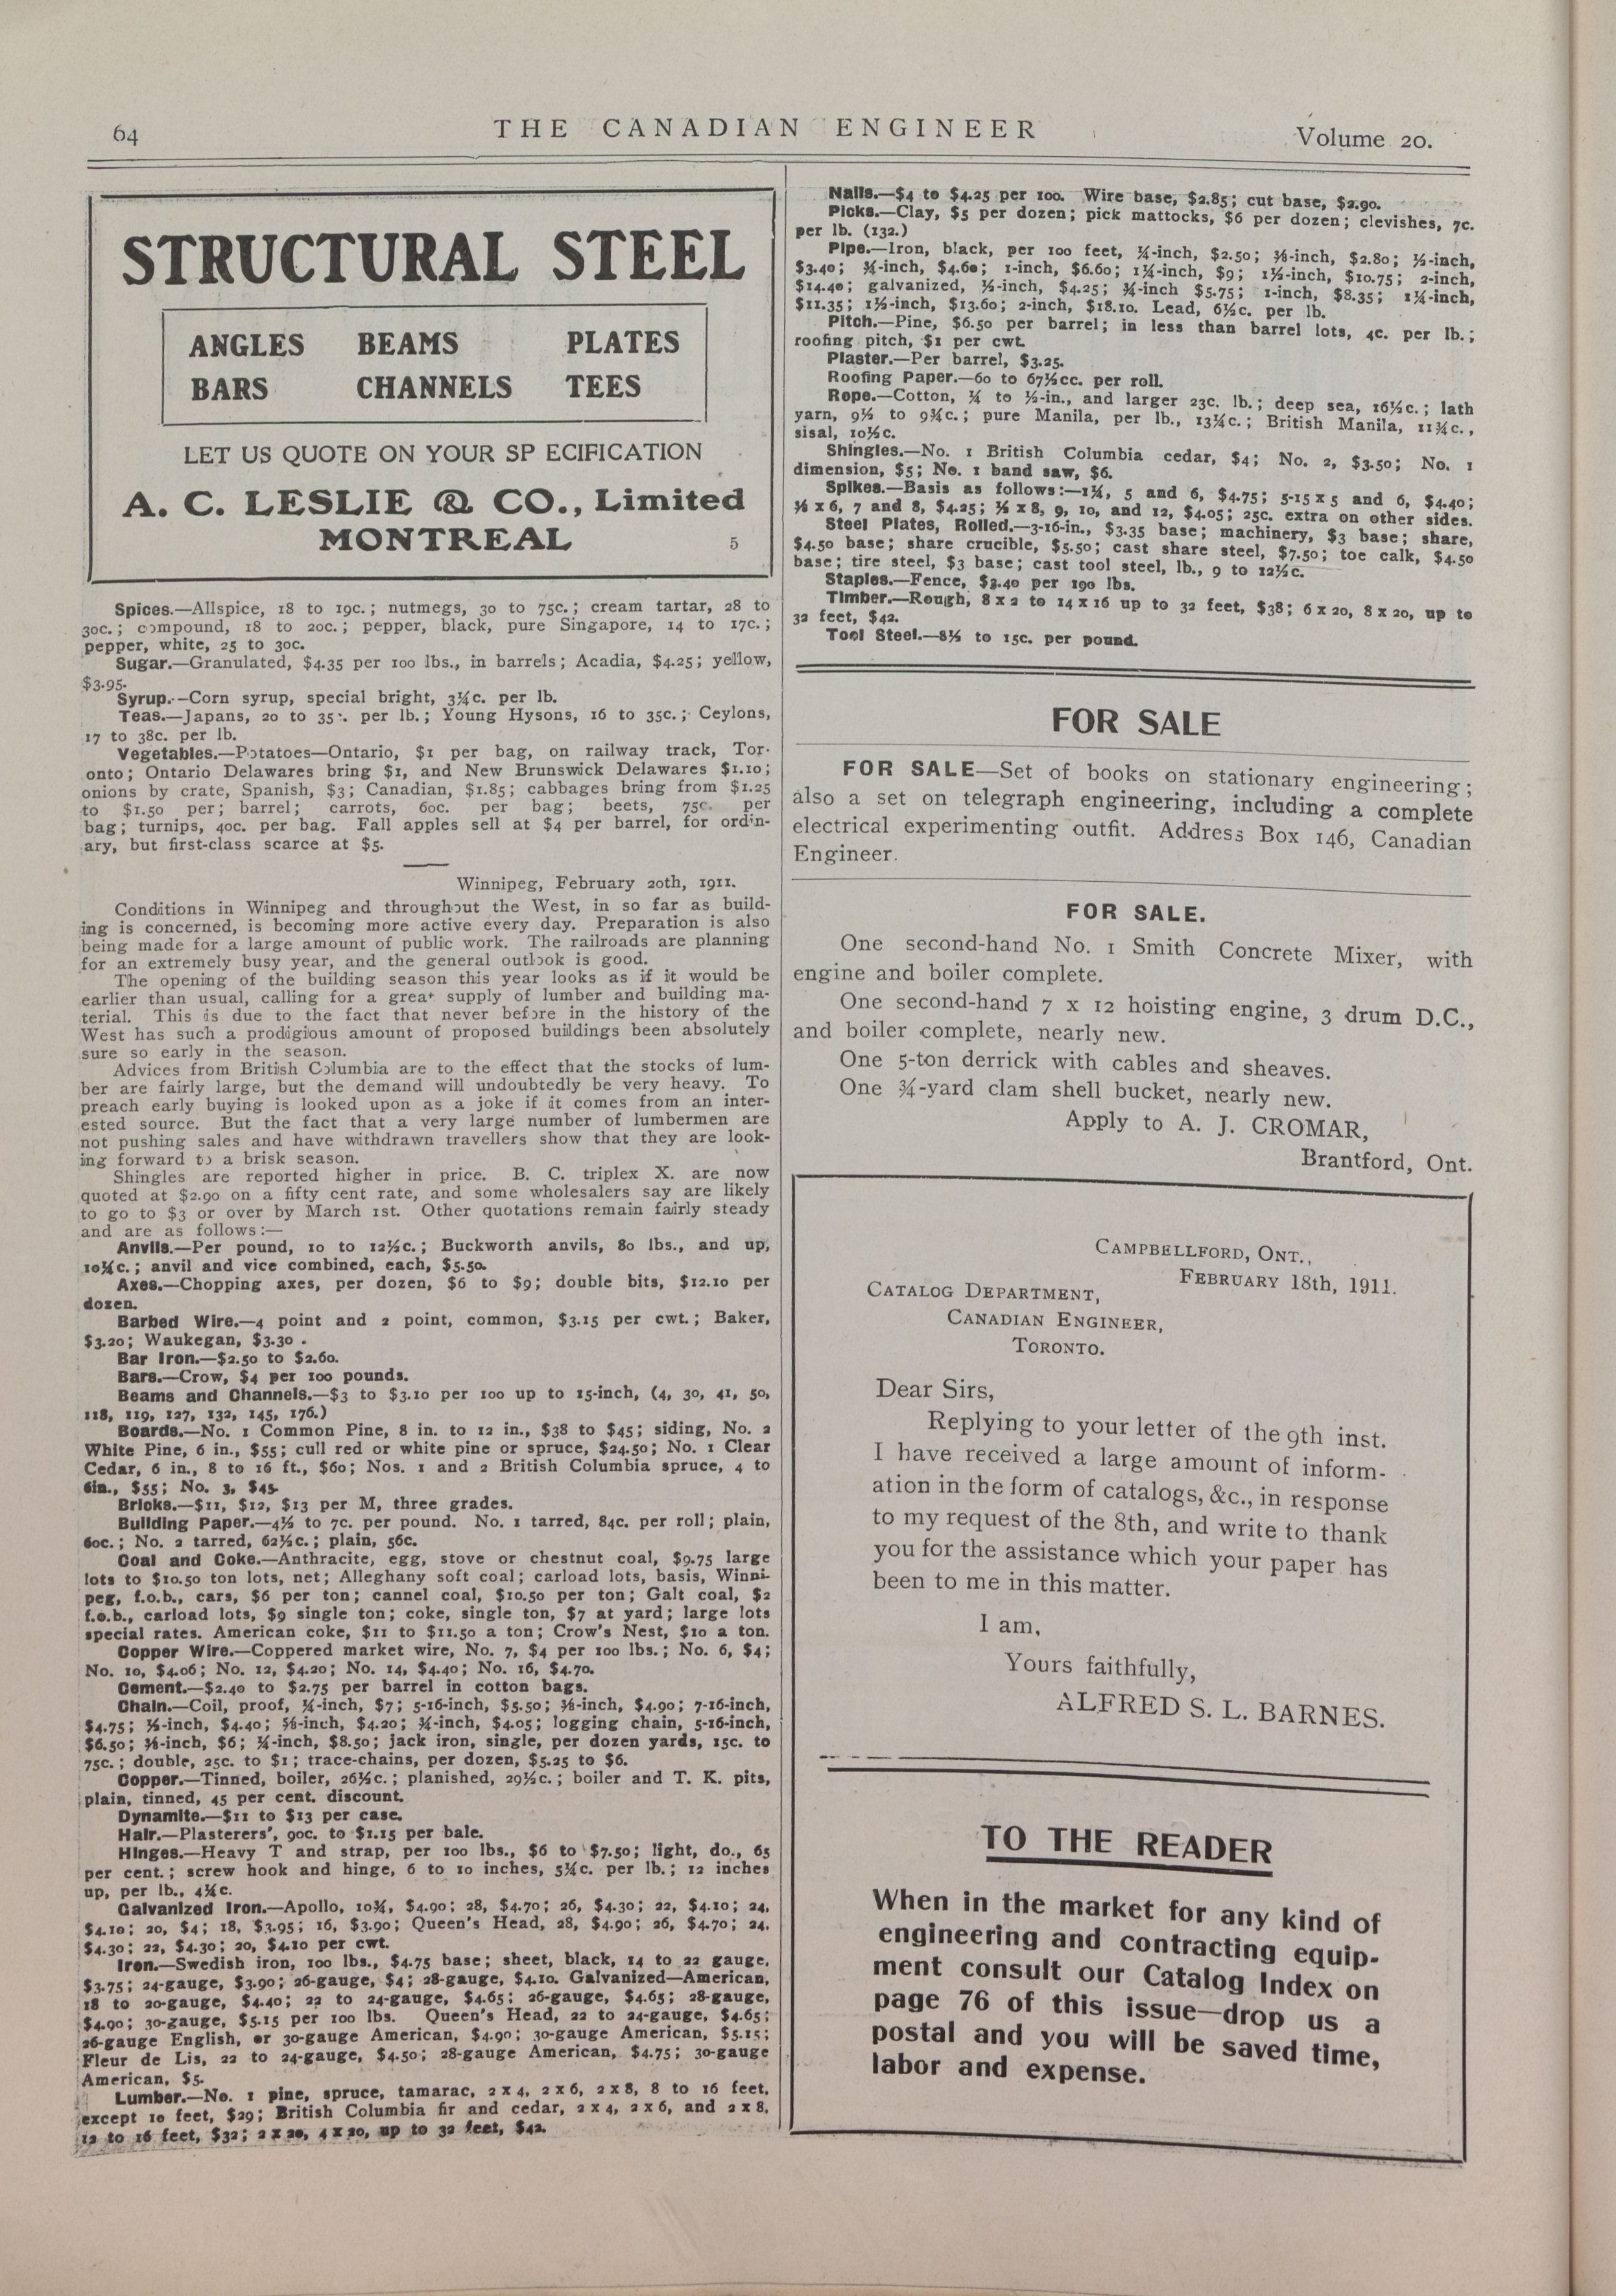 64
THE CANADIAN ENGINEER
Volume 20.
STRUCTURAL STEEL
ANGLES BEAMS PLATES
BARS CHANNELS TEES
LET US QUOTE ON YOUR SP ECIFICATION
A. C. LESLIE & CO., Limited
MONTREAL 5
Spices.—Allspice, 18 to 19c.; nutmegs, 30 to 75c.; cream tartar, 28 to
30c.; compound, 18 to 20c.; pepper, black, pure Singapore, 14 to 17c.;
pepper, white, 25 to 30c.
Sugar.—Granulated, $4.35 per 100 lbs., in barrels; Acadia, $4.25; yellow,
$3.95.
Syrup.—Corn syrup, special bright, 3¼c. per lb.
Teas.—Japans, 20 to 35c. per lb.; Young Hysons, 16 to 35c.; Ceylons,
17 to 38c. per lb.
Vegetables.—Potatoes—Ontario, $1 per bag, on railway track, Tor-
onto; Ontario Delawares bring $1, and New Brunswick Delawares $1.10;
onions by crate, Spanish, $3; Canadian, $1.85; cabbages bring from $1.25
to $1.50 per; barrel; carrots, 60c. per bag; beets, 75c. per
bag; turnips, 40c. per bag. Fall apples sell at $4 per barrel, for ordin-
ary, but first-class scarce at $5.
Winnipeg, February 20th, 1911.
Conditions in Winnipeg and throughout the West, in so far as build-
ing is concerned, is becoming more active every day. Preparation is also
being made for a large amount of public work. The railroads are planning
for an extremely busy year, and the general outlook is good.
The opening of the building season this year looks as if it would be
earlier than usual, calling for a great supply of lumber and building ma-
terial. This is due to the fact that never before in the history of the
West has such a prodigious amount of proposed buildings been absolutely
sure so early in the season.
Advices from British Columbia are to the effect that the stocks of lum-
ber are fairly large, but the demand will undoubtedly be very heavy. To
preach early buying is looked upon as a joke if it comes from an inter-
ested source. But the fact that a very large number of lumbermen are
not pushing sales and have withdrawn travellers show that they are look-
ing forward to a brisk season.
Shingles are reported higher in price. B. C. triplex X. are now
quoted at $2.90 on a fifty cent rate, and some wholesalers say are likely
to go to $3 or over by March 1st. Other quotations remain fairly steady
and are as follows:—
Anvils.—Per pound, 10 to 12½c.; Buckworth anvils, 80 lbs., and up,
10¼c.; anvil and vice combined, each, $5.50.
Axes.—Chopping axes, per dozen, $6 to $9; double bits, $12.10 per
dozen.
Barbed Wire.—4 point and 2 point, common, $3.15 per cwt.; Baker,
$3.20; Waukegan, $3.30 .
Bar Iron.—$2.50 to $2.60.
Bars.—Crow, $4 per 100 pounds.
Beams and Channels.—$3 to $3.10 per 100 up to 15-inch, (4, 30, 41, 50,
118, 119, 127, 132, 145, 176.)
Boards.—No. 1 Common Pine, 8 in. to 12 in., $38 to $45; siding, No. 2
White Pine, 6 in., $55; cull red or white pine or spruce, $24.50; No. 1 Clear
Cedar, 6 in., 8 to 16 ft., $60; Nos. 1 and 2 British Columbia spruce, 4 to
6in., $55; No. 3, $45.
Bricks.—$11, $12, $13 per M, three grades.
Building Paper.—4½ to 7c. per pound. No. 1 tarred, 84c. per roll; plain,
60c.; No. 2 tarred, 62½c.; plain, 56c.
Coal and Coke.—Anthracite, egg, stove or chestnut coal, $9.75 large
lots to $10.50 ton lots, net; Alleghany soft coal; carload lots, basis, Winni-
peg, f.o.b., cars, $6 per ton; cannel coal, $10.50 per ton; Galt coal, $2
f.o.b., carload lots, $9 single ton; coke, single ton, $7 at yard; large lots
special rates. American coke, $11 to $11.50 a ton; Crow's Nest, $10 a ton.
Copper Wire.—Coppered market wire, No. 7, $4 per 100 lbs.; No. 6, $4;
No. 10, $4.06; No. 12, $4.20; No. 14, $4.40; No. 16, $4.70.
Cement.—$2.40 to $2.75 per barrel in cotton bags.
Chain.—Coil, proof, ¼-inch, $7; 5-16-inch, $5.50; ⅜-inch, $4.90; 7-16-inch,
$4.75; ½-inch, $4.40; ⅝-inch, $4.20; ¾-inch, $4.05; logging chain, 5-16-inch,
$6.50; ⅜-inch, $6; ¼-inch, $8.50; jack iron, single, per dozen yards, 15c. to
75c.; double, 25c. to $1; trace-chains, per dozen, $5.25 to $6.
Copper.—Tinned, boiler, 26½c.; planished, 29½c.; boiler and T. K. pits,
plain, tinned, 45 per cent. discount.
Dynamite.—$11 to $13 per case.
Hair.—Plasterers', 90c. to $1.15 per bale.
Hinges.—Heavy T and strap, per 100 lbs., $6 to $7.50; light, do., 65
per cent.; screw hook and hinge, 6 to 10 inches, 5¼c. per lb.; 12 inches
up, per lb., 4¼c.
Galvanized Iron.—Apollo, 10¾, $4.90; 28, $4.70; 26, $4.30; 22, $4.10; 24,
$4.10; 20, $4; 18, $3.95; 16, $3.90; Queen's Head, 28, $4.90; 26, $4.70; 24,
$4.30; 22, $4.30; 20, $4.10 per cwt.
Iron.—Swedish iron, 100 lbs., $4.75 base; sheet, black, 14 to 22 gauge,
$3.75; 24-gauge, $3.90; 26-gauge, $4; 28-gauge, $4.10. Galvanized—American,
18 to 20-gauge, $4.40; 22 to 24-gauge, $4.65; 26-gauge, $4.65; 28-gauge,
$4.90; 30-gauge, $5.15 per 100 lbs. Queen's Head, 22 to 24-gauge, $4.65;
26-gauge English, or 30-gauge American, $4.90; 30-gauge American, $5.15;
Fleur de Lis, 22 to 24-gauge, $4.50; 28-gauge American, $4.75; 30-gauge
American, $5.
Lumber.—No. 1 pine, spruce, tamarac, 2 x 4, 2 x 6, 2 x 8, 8 to 16 feet,
except 10 feet, $29; British Columbia fir and cedar, 2 x 4, 2 x 6, and 2 x 8,
12 to 16 feet, $32; 2 x 20, 4 x 20, up to 32 feet, $42.
Nails.—$4 to $4.25 per 100. Wire base, $2.85; cut base, $2.90.
Picks.—Clay, $5 per dozen; pick mattocks, $6 per dozen; clevishes, 7c.
per lb. (132.)
Pipe.—Iron, black, per 100 feet, ¼-inch, $2.50; ⅜-inch, $2.80; ½-inch,
$3.40; ¾-inch, $4.60; 1-inch, $6.60; 1¼-inch, $9; 1½-inch, $10.75; 2-inch,
$14.40; galvanized, ½-inch, $4.25; ¾-inch $5.75; 1-inch, $8.35; 1¼-inch,
$11.35; 1½-inch, $13.60; 2-inch, $18.10. Lead, 6½c. per lb.
Pitch.—Pine, $6.50 per barrel; in less than barrel lots, 4c. per lb.;
roofing pitch, $1 per cwt.
Plaster.—Per barrel, $3.25.
Roofing Paper.—60 to 67½cc. per roll.
Rope.—Cotton, ¼ to ½-in., and larger 23c. lb.; deep sea, 16½c.; lath
yarn, 9½ to 9¾c.; pure Manila, per lb., 13¼c.; British Manila, 11¾c.,
sisal, 10½c.
Shingles.—No. 1 British Columbia cedar, $4; No. 2, $3.50; No. 1
dimension, $5; No. 1 band saw, $6.
Spikes.—Basis as follows:—1¼, 5 and 6, $4.75; 5-15 x 5 and 6, $4.40;
⅜ x 6, 7 and 8, $4.25; ½ x 8, 9, 10, and 12, $4.05; 25c. extra on other sides.
Steel Plates, Rolled.—3-16-in., $3.35 base; machinery, $3 base; share,
$4.50 base; share crucible, $5.50; cast share steel, $7.50; toe calk, $4.50
base; tire steel, $3 base; cast tool steel, lb., 9 to 12½c.
Staples.—Fence, $3.40 per 100 lbs.
Timber.—Rough, 8 x 2 to 14 x 16 up to 32 feet, $38; 6 x 20, 8 x 20, up to
32 feet, $42.
Tool Steel.—8½ to 15c. per pound.
FOR SALE
FOR SALE—Set of books on stationary engineering;
also a set on telegraph engineering, including a complete
electrical experimenting outfit. Address Box 146, Canadian
Engineer.
FOR SALE.
One second-hand No. 1 Smith Concrete Mixer, with
engine and boiler complete.
One second-hand 7 x 12 hoisting engine, 3 drum D.C.,
and boiler complete, nearly new.
One 5-ton derrick with cables and sheaves.
One ¾-yard clam shell bucket, nearly new.
Apply to A. J. CROMAR,
Brantford, Ont.
CAMPBELLFORD, ONT.,
FEBRUARY 18th, 1911.
CATALOG DEPARTMENT,
CANADIAN ENGINEER,
TORONTO.
Dear Sirs,
Replying to your letter of the 9th inst.
I have received a large amount of inform-
ation in the form of catalogs, &c., in response
to my request of the 8th, and write to thank
you for the assistance which your paper has
been to me in this matter.
I am,
Yours faithfully,
ALFRED S. L. BARNES.
TO THE READER
When in the market for any kind of
engineering and contracting equip-
ment consult our Catalog Index on
page 76 of this issue—drop us a
postal and you will be saved time,
labor and expense.